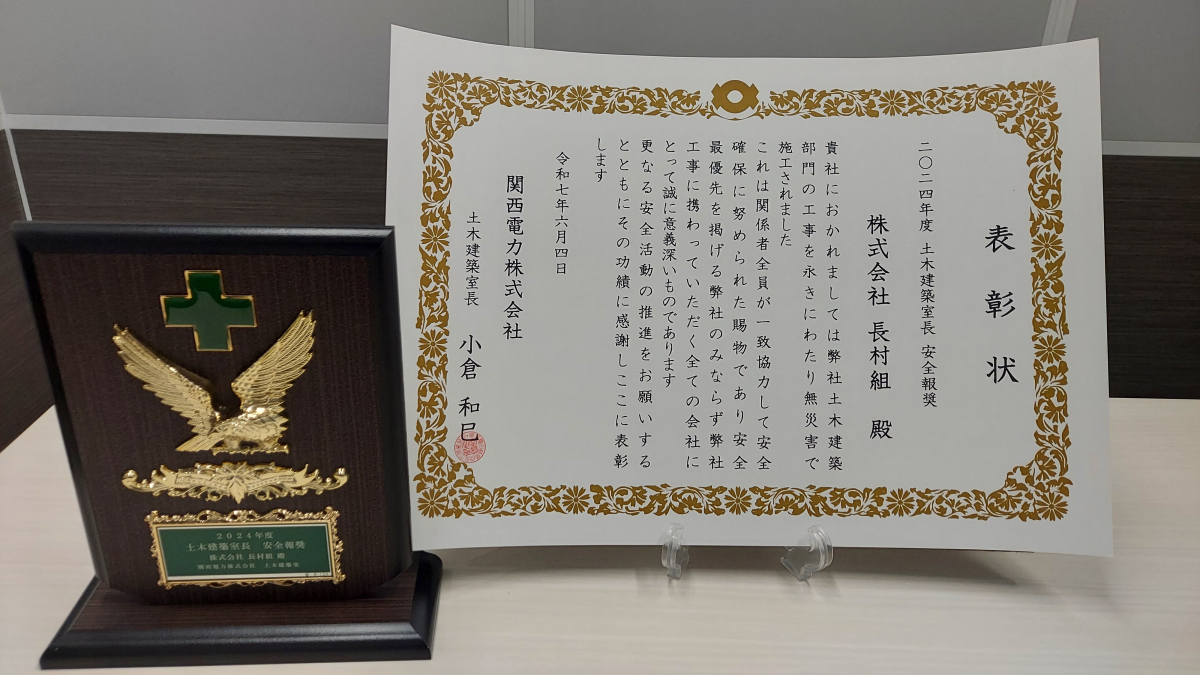 表彰状
二〇二四年度 土木建築室長 安全報奨
株式会社 長村組 殿
貴社におかれましては弊社土木建築
部門の工事を永きにわたり無災害で
施工されました
これは関係者全員が一致協力して安全
確保に努められた賜物であり安全
最優先を掲げる弊社のみならず弊社
工事に携わっていただく全ての会社に
とって誠に意義深いものであります
更なる安全活動の推進をお願いする
とともにその功績に感謝しここに表彰
します
令和七年六月四日
関西電力株式会社
土木建築室長 小倉 和巳
2024年度
土木建築室長 安全報奨
株式会社 長村組 殿
関西電力株式会社 土木建築室